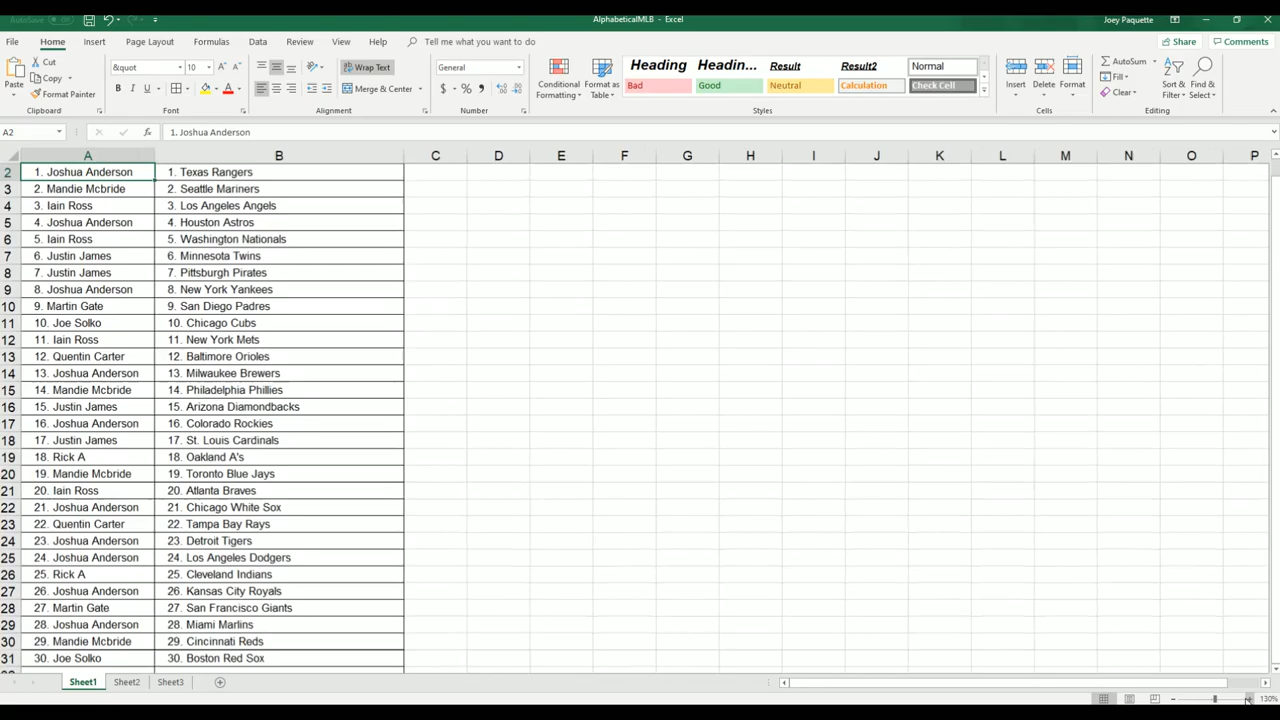 AutoSave Off AlphabeticalMLB - Excel Joey Paquette
File Home Insert Page Layout Formulas Data Review View Help Tell me what you want to do Share Comments
Paste Cut Copy Format Painter Clipboard
&quot 10 A A B I U A Font
Wrap Text Merge & Center Alignment
General $ % Number
Conditional Formatting Format as Table
Heading Headin... Result Result2 Normal
Bad Good Neutral Calculation Check Cell
Styles
Insert Delete Format Cells
AutoSum Fill Clear Sort & Filter Find & Select Editing
A2 fx 1. Joshua Anderson
A B C D E F G H I J K L M N O P
2 1. Joshua Anderson 1. Texas Rangers
3 2. Mandie Mcbride 2. Seattle Mariners
4 3. Iain Ross 3. Los Angeles Angels
5 4. Joshua Anderson 4. Houston Astros
6 5. Iain Ross 5. Washington Nationals
7 6. Justin James 6. Minnesota Twins
8 7. Justin James 7. Pittsburgh Pirates
9 8. Joshua Anderson 8. New York Yankees
10 9. Martin Gate 9. San Diego Padres
11 10. Joe Solko 10. Chicago Cubs
12 11. Iain Ross 11. New York Mets
13 12. Quentin Carter 12. Baltimore Orioles
14 13. Joshua Anderson 13. Milwaukee Brewers
15 14. Mandie Mcbride 14. Philadelphia Phillies
16 15. Justin James 15. Arizona Diamondbacks
17 16. Joshua Anderson 16. Colorado Rockies
18 17. Justin James 17. St. Louis Cardinals
19 18. Rick A 18. Oakland A's
20 19. Mandie Mcbride 19. Toronto Blue Jays
21 20. Iain Ross 20. Atlanta Braves
22 21. Joshua Anderson 21. Chicago White Sox
23 22. Quentin Carter 22. Tampa Bay Rays
24 23. Joshua Anderson 23. Detroit Tigers
25 24. Joshua Anderson 24. Los Angeles Dodgers
26 25. Rick A 25. Cleveland Indians
27 26. Joshua Anderson 26. Kansas City Royals
28 27. Martin Gate 27. San Francisco Giants
29 28. Joshua Anderson 28. Miami Marlins
30 29. Mandie Mcbride 29. Cincinnati Reds
31 30. Joe Solko 30. Boston Red Sox
Sheet1 Sheet2 Sheet3
130%